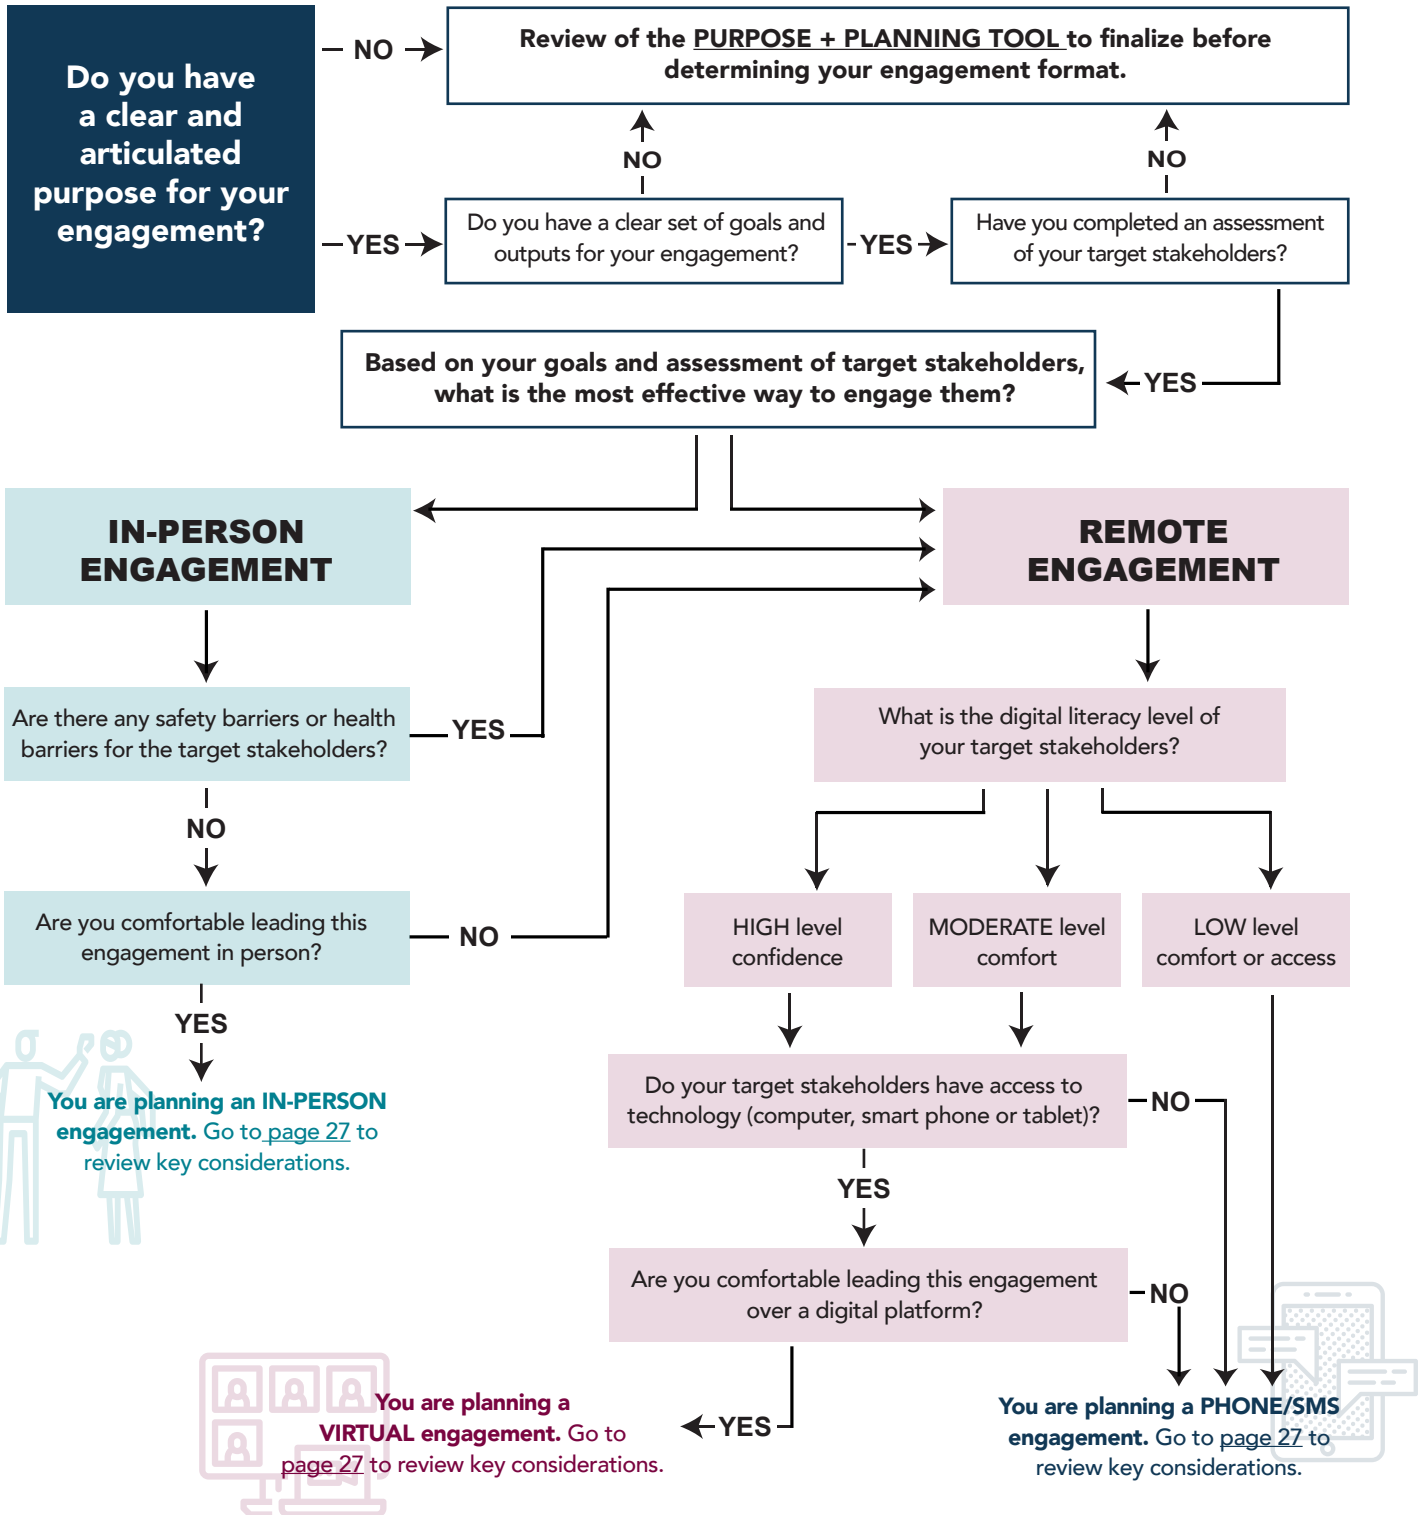 Do you have
a clear and
articulated
purpose for your
engagement?
NO
Review of the PURPOSE + PLANNING TOOL to finalize before
determining your engagement format.
NO
NO
YES
Do you have a clear set of goals and
outputs for your engagement?
YES
Have you completed an assessment
of your target stakeholders?
Based on your goals and assessment of target stakeholders,
what is the most effective way to engage them?
YES
IN-PERSON
ENGAGEMENT
REMOTE
ENGAGEMENT
Are there any safety barriers or health
barriers for the target stakeholders?
YES
What is the digital literacy level of
your target stakeholders?
NO
Are you comfortable leading this
engagement in person?
NO
HIGH level
confidence
MODERATE level
comfort
LOW level
comfort or access
YES
You are planning an IN-PERSON
engagement. Go to page 27 to
review key considerations.
Do your target stakeholders have access to
technology (computer, smart phone or tablet)?
NO
YES
Are you comfortable leading this engagement
over a digital platform?
NO
You are planning a
VIRTUAL engagement. Go to
page 27 to review key considerations.
YES
You are planning a PHONE/SMS
engagement. Go to page 27 to
review key considerations.